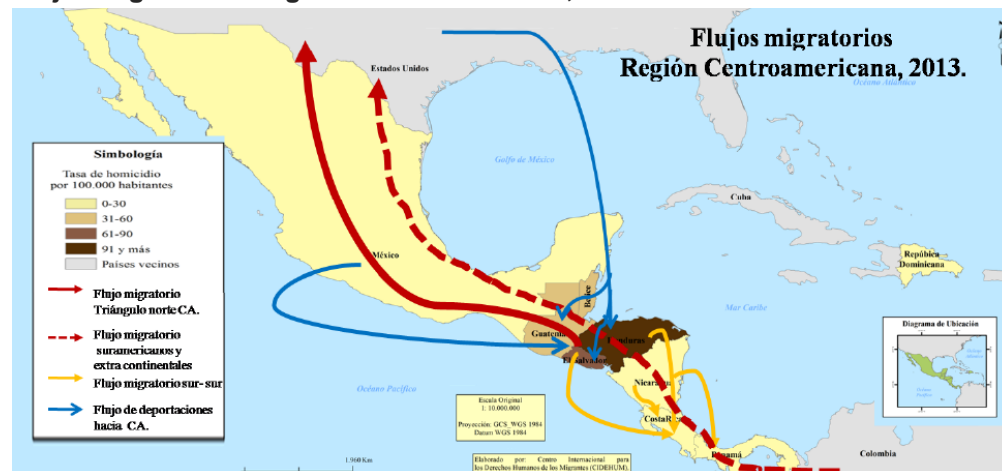 Flujos migratorios
Región Centroamericana, 2013.
Estados Unidos
Océano Atlántico
Golfo de México
Simbología
Tasa de homicidio
por 100.000 habitantes
0-30
31-60
61-90
91 y más
Países vecinos
Flujo migratorio
Triángulo norte CA.
Flujo migratorio
suramericanos y
extra continentales
Flujo migratorio sur- sur
Flujo de deportaciones
hacia CA.
México
Cuba
República
Dominicana
Belice
Mar Caribe
Guatema
Honduras
El Salvador
Nicaragua
Costa Rica
Panamá
Colombia
Océano Pacífico
Diagrama de Ubicación
Escala Original
1: 10.000.000
Proyección: GCS_WGS 1984
Datum WGS 1984
1.960 Km
Elaborado por: Centro Internacional para
los Derechos Humanos de los Migrantes (CIDEHUM).